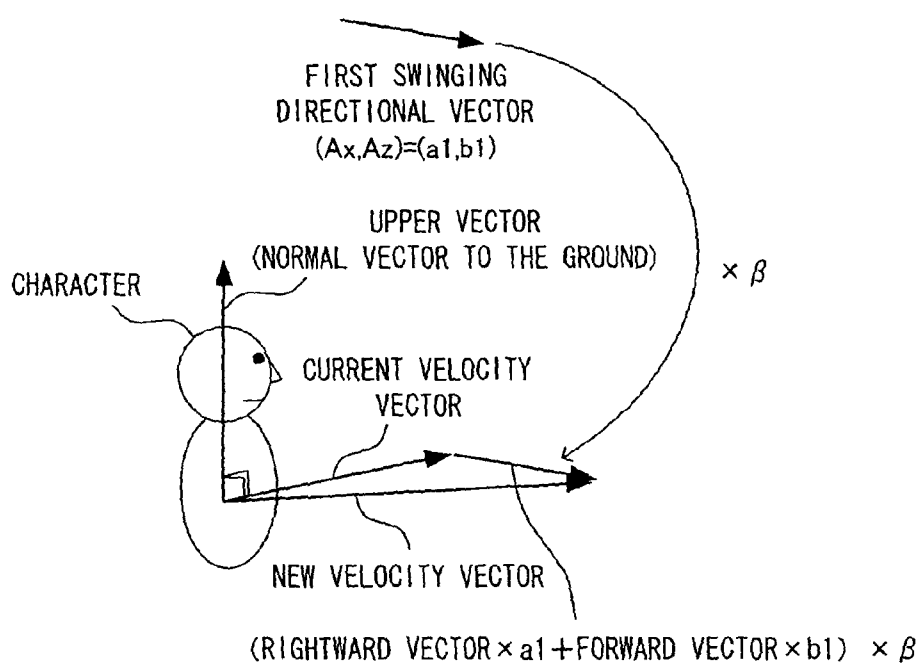 FIRST SWINGING
DIRECTIONAL VECTOR
(Ax,Az)=(a1,b1)
UPPER VECTOR
(NORMAL VECTOR TO THE GROUND)
× β
CHARACTER
CURRENT VELOCITY
VECTOR
NEW VELOCITY VECTOR
(RIGHTWARD VECTOR×a1+FORWARD VECTOR×b1) × β